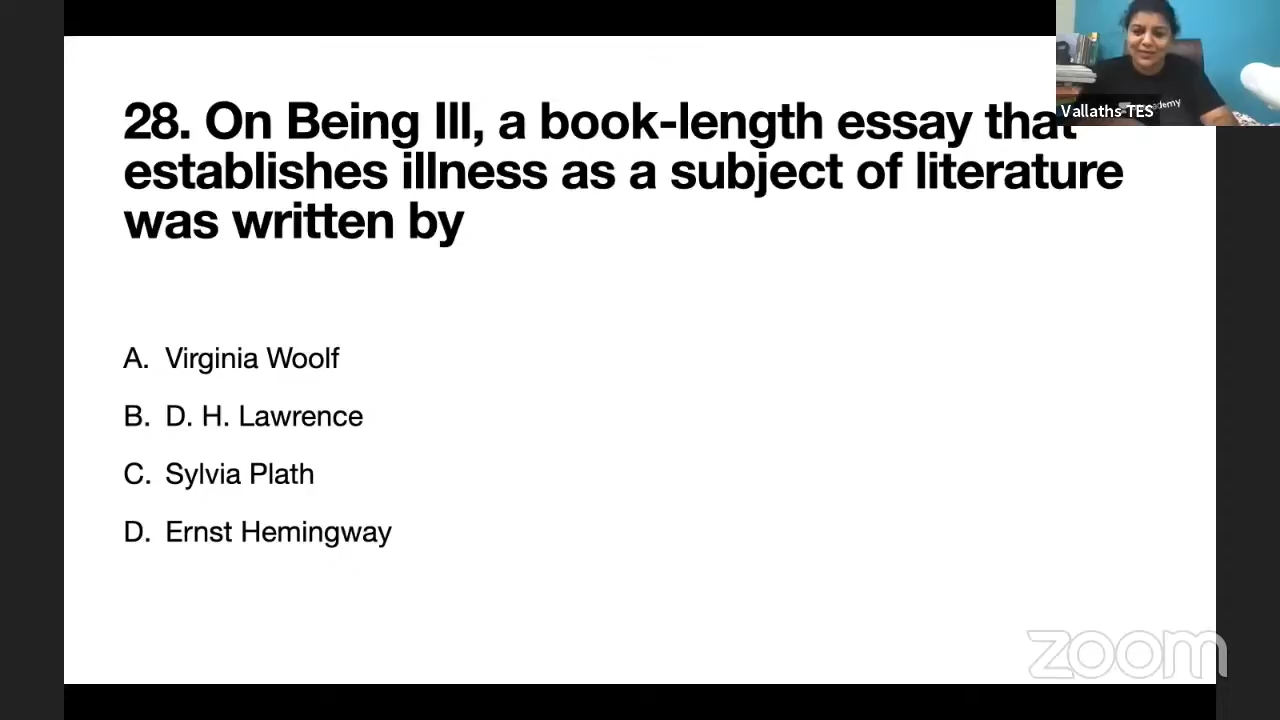 28. On Being Ill, a book-length essay that
establishes illness as a subject of literature
was written by
A. Virginia Woolf
B. D. H. Lawrence
C. Sylvia Plath
D. Ernst Hemingway
Vallaths TES
zoom